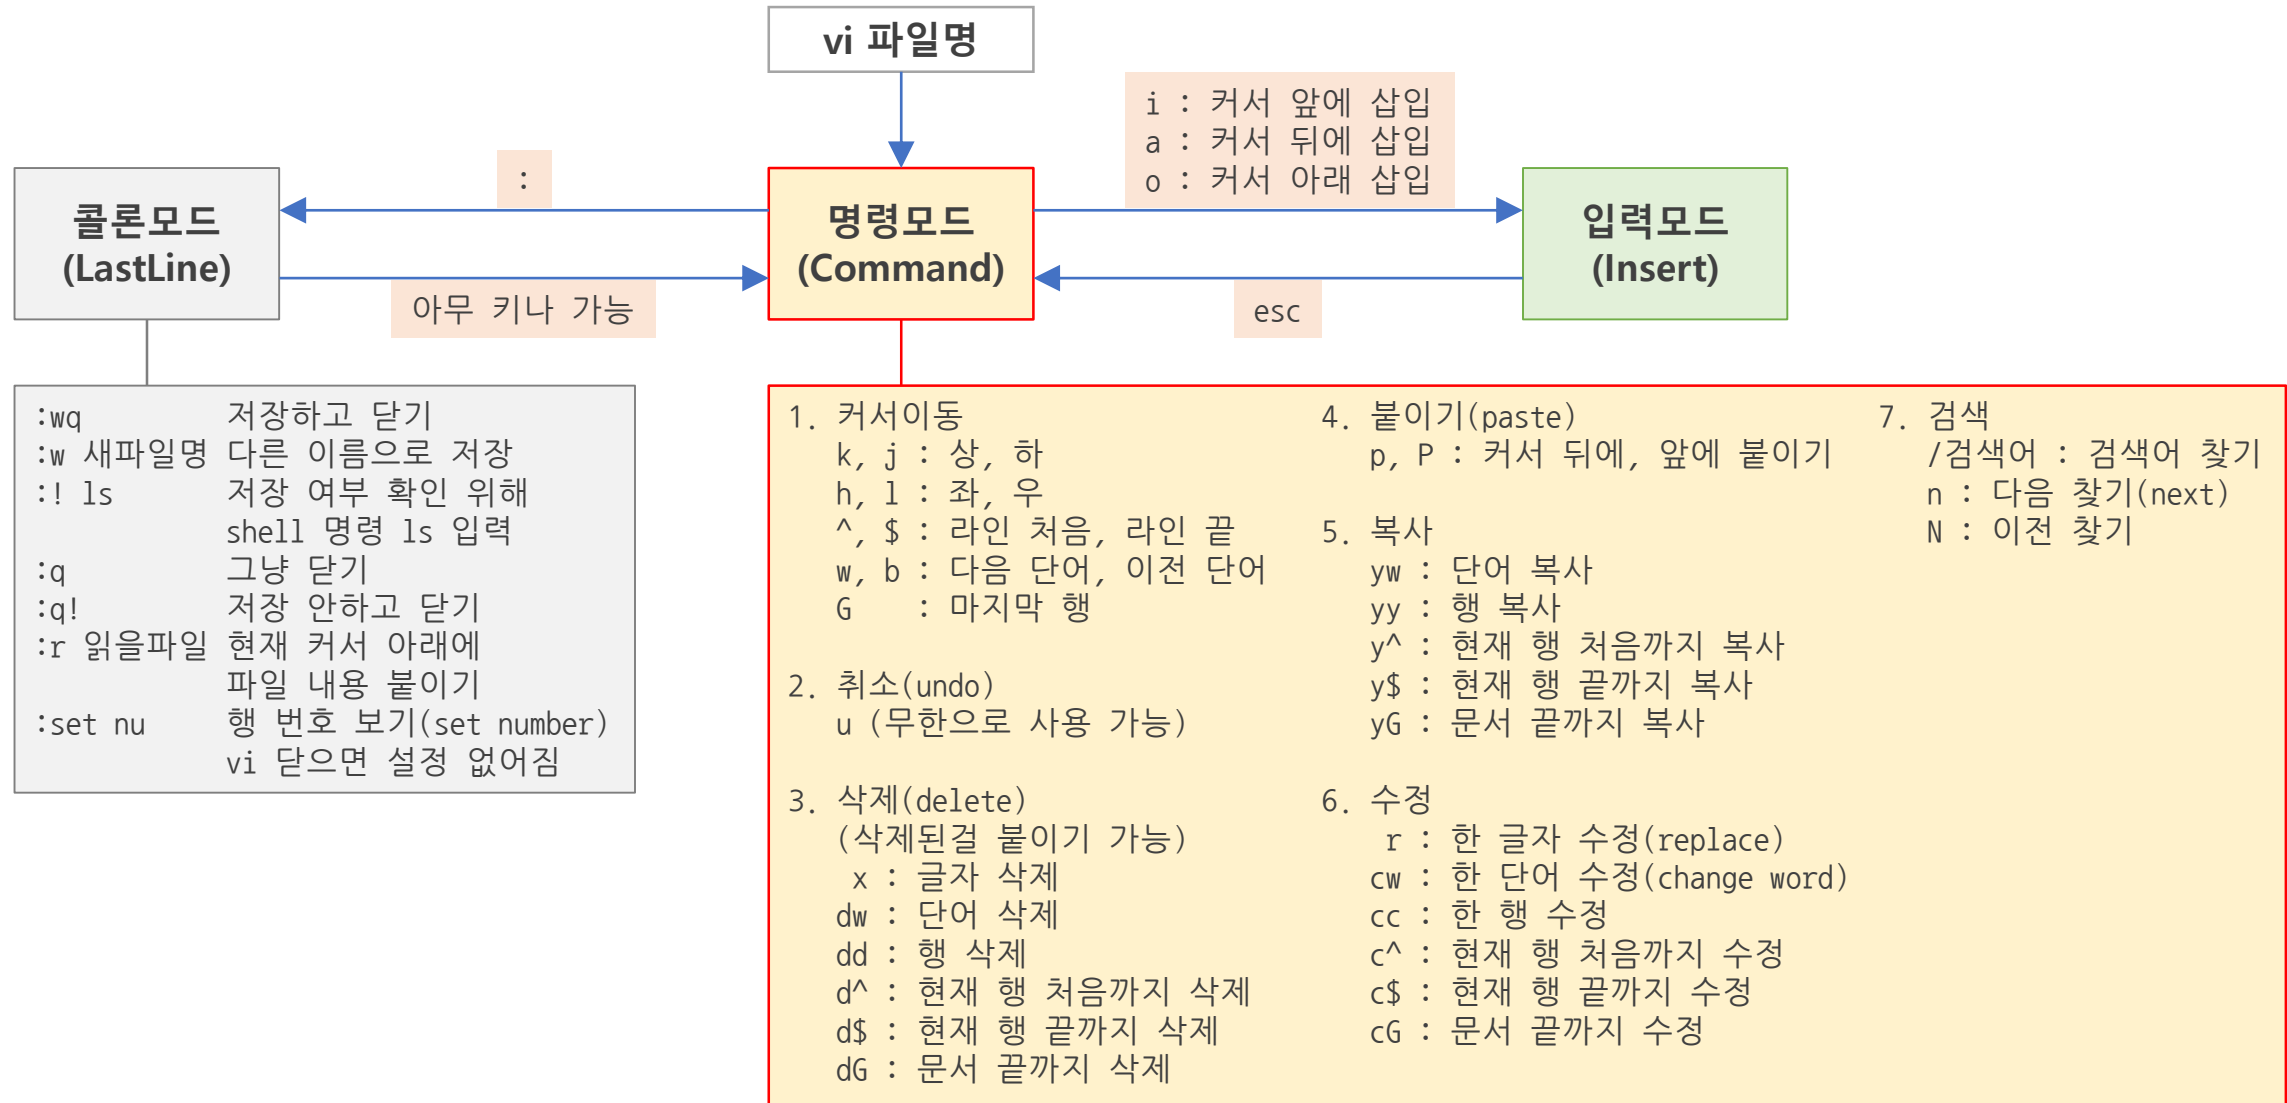 vi 파일명
i : 커서 앞에 삽입
a : 커서 뒤에 삽입
o : 커서 아래 삽입
:
콜론모드
(LastLine)
명령모드
(Command)
입력모드
(Insert)
아무 키나 가능
esc
:wq 저장하고 닫기
:w 새파일명 다른 이름으로 저장
:! ls 저장 여부 확인 위해
shell 명령 ls 입력
:q 그냥 닫기
:q! 저장 안하고 닫기
:r 읽을파일 현재 커서 아래에
파일 내용 붙이기
:set nu 행 번호 보기(set number)
vi 닫으면 설정 없어짐
1. 커서이동
k, j : 상, 하
h, l : 좌, 우
^, $ : 라인 처음, 라인 끝
w, b : 다음 단어, 이전 단어
G : 마지막 행
2. 취소(undo)
u (무한으로 사용 가능)
3. 삭제(delete)
(삭제된걸 붙이기 가능)
x : 글자 삭제
dw : 단어 삭제
dd : 행 삭제
d^ : 현재 행 처음까지 삭제
d$ : 현재 행 끝까지 삭제
dG : 문서 끝까지 삭제
4. 붙이기(paste)
p, P : 커서 뒤에, 앞에 붙이기
5. 복사
yw : 단어 복사
yy : 행 복사
y^ : 현재 행 처음까지 복사
y$ : 현재 행 끝까지 복사
yG : 문서 끝까지 복사
6. 수정
r : 한 글자 수정(replace)
cw : 한 단어 수정(change word)
cc : 한 행 수정
c^ : 현재 행 처음까지 수정
c$ : 현재 행 끝까지 수정
cG : 문서 끝까지 수정
7. 검색
/검색어 : 검색어 찾기
n : 다음 찾기(next)
N : 이전 찾기